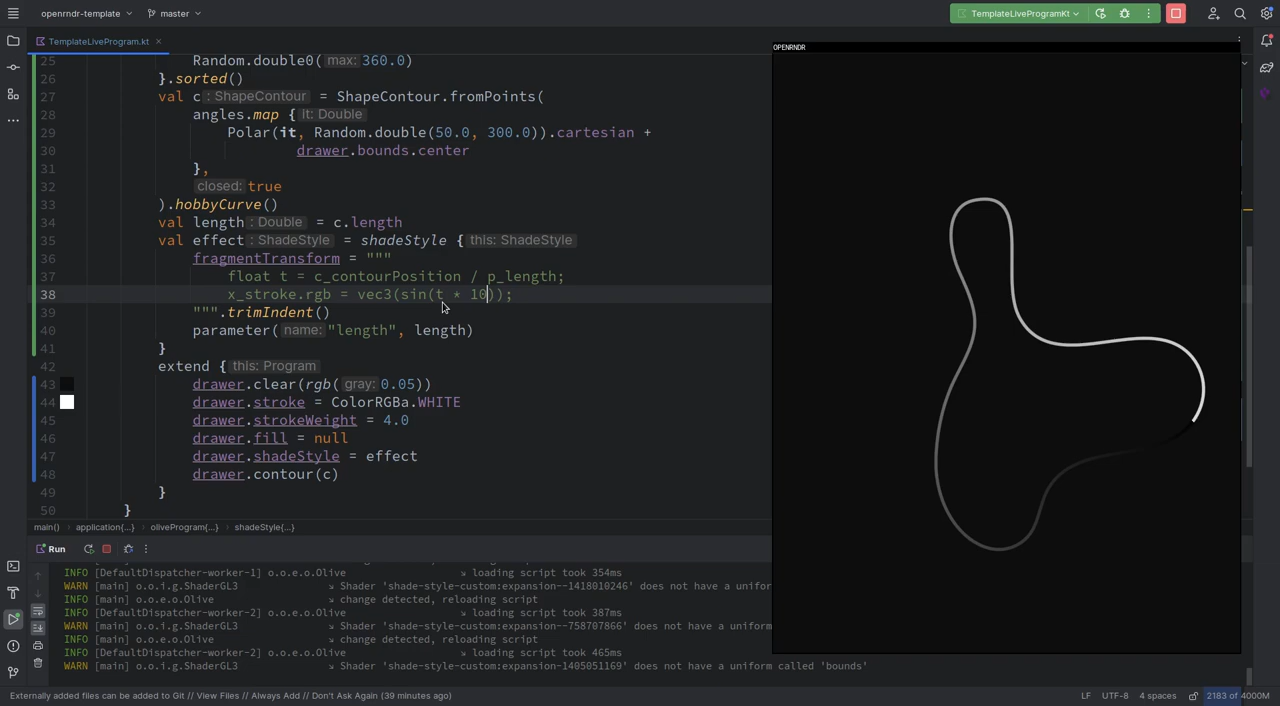 openrndr-template master TemplateLiveProgramKt
TemplateLiveProgram.kt
OPENRNDR
25 Random.double0( max: 360.0)
26 }.sorted()
27 val c : ShapeContour = ShapeContour.fromPoints(
28 angles.map { it: Double
29 Polar(it, Random.double(50.0, 300.0)).cartesian +
30 drawer.bounds.center
31 },
32 closed: true
33 ).hobbyCurve()
34 val length : Double = c.length
35 val effect : ShadeStyle = shadeStyle { this: ShadeStyle
36 fragmentTransform = """
37 float t = c_contourPosition / p_length;
38 x_stroke.rgb = vec3(sin(t * 10));
39 """.trimIndent()
40 parameter( name: "length", length)
41 }
42 extend { this: Program
43 drawer.clear(rgb( gray: 0.05))
44 drawer.stroke = ColorRGBa.WHITE
45 drawer.strokeWeight = 4.0
46 drawer.fill = null
47 drawer.shadeStyle = effect
48 drawer.contour(c)
49 }
50 }
main() application{...} oliveProgram{...} shadeStyle{...}
Run
INFO [DefaultDispatcher-worker-1] o.o.e.o.Olive ↘ loading script took 354ms
WARN [main] o.o.i.g.ShaderGL3 ↘ Shader 'shade-style-custom:expansion--1418010246' does not have a uniform
INFO [main] o.o.e.o.Olive ↘ change detected, reloading script
INFO [DefaultDispatcher-worker-2] o.o.e.o.Olive ↘ loading script took 387ms
WARN [main] o.o.i.g.ShaderGL3 ↘ Shader 'shade-style-custom:expansion--758707866' does not have a uniform
INFO [main] o.o.e.o.Olive ↘ change detected, reloading script
INFO [DefaultDispatcher-worker-2] o.o.e.o.Olive ↘ loading script took 465ms
WARN [main] o.o.i.g.ShaderGL3 ↘ Shader 'shade-style-custom:expansion--1405051169' does not have a uniform called 'bounds'
Externally added files can be added to Git // View Files // Always Add // Don't Ask Again (39 minutes ago) LF UTF-8 4 spaces 2183 of 4000M